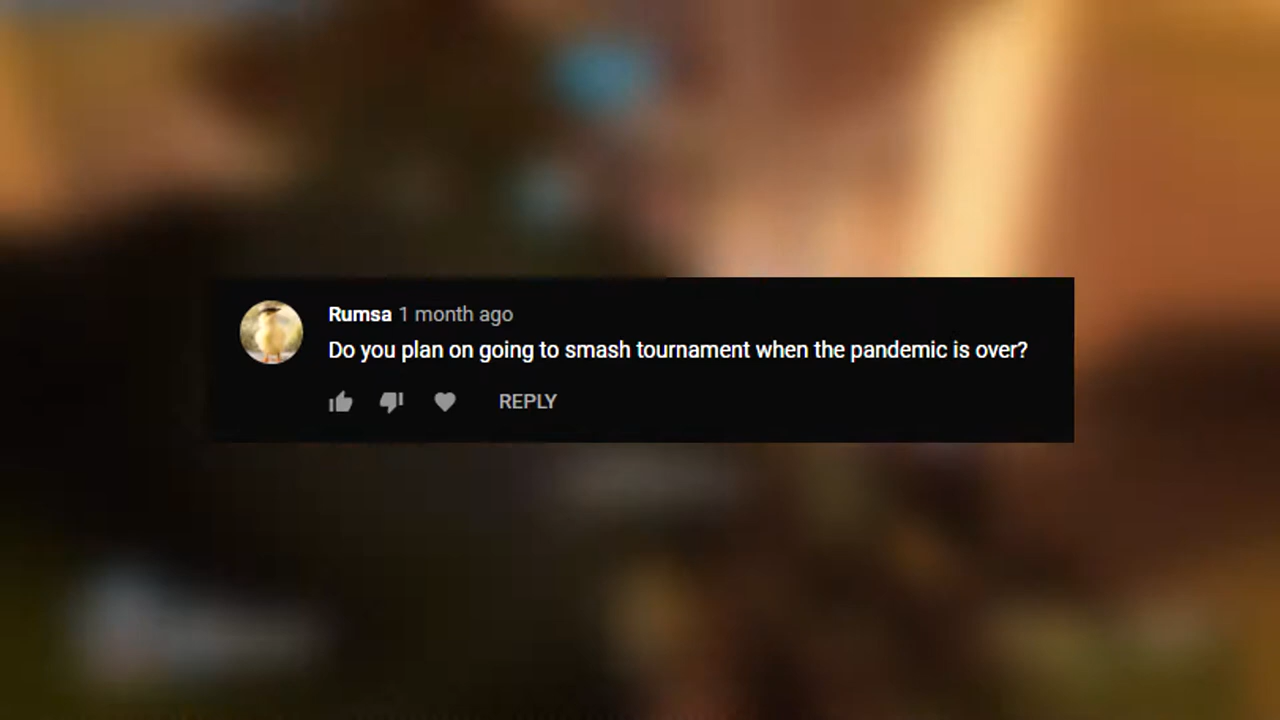 Rumsa 1 month ago
Do you plan on going to smash tournament when the pandemic is over?
REPLY